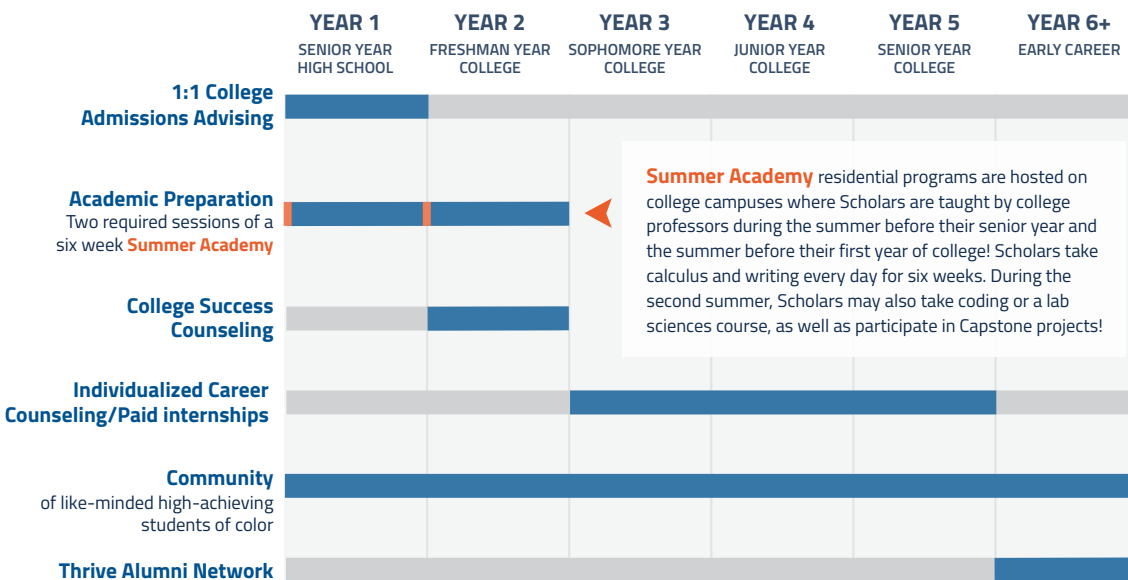 YEAR 1
SENIOR YEAR
HIGH SCHOOL
YEAR 2
FRESHMAN YEAR
COLLEGE
YEAR 3
SOPHOMORE YEAR
COLLEGE
YEAR 4
JUNIOR YEAR
COLLEGE
YEAR 5
SENIOR YEAR
COLLEGE
YEAR 6+
EARLY CAREER
1:1 College
Admissions Advising
Academic Preparation
Two required sessions of a
six week Summer Academy
Summer Academy residential programs are hosted on
college campuses where Scholars are taught by college
professors during the summer before their senior year and
the summer before their first year of college! Scholars take
calculus and writing every day for six weeks. During the
second summer, Scholars may also take coding or a lab
sciences course, as well as participate in Capstone projects!
College Success
Counseling
Individualized Career
Counseling/Paid internships
Community
of like-minded high-achieving
students of color
Thrive Alumni Network